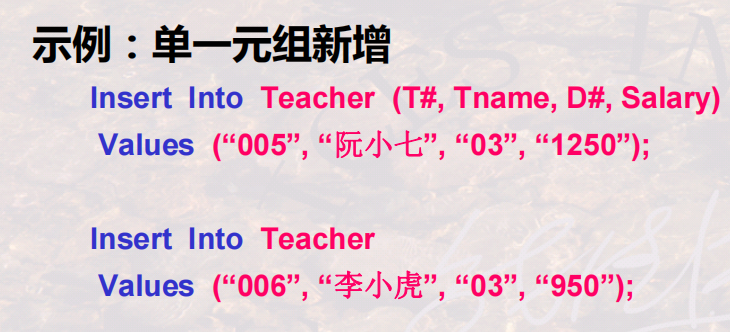 示例：单一元组新增
Insert Into Teacher (T#, Tname, D#, Salary)
Values (“005”, “阮小七”, “03”, “1250”);
Insert Into Teacher
Values (“006”, “李小虎”, “03”, “950”);